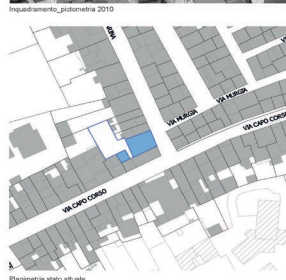 Inquadramento_pictometria 2010
VIA MURGIA
VIA MURGIA
VIA CAPO CORSO
VIA CAPO CORSO
Planimetria stato attuale